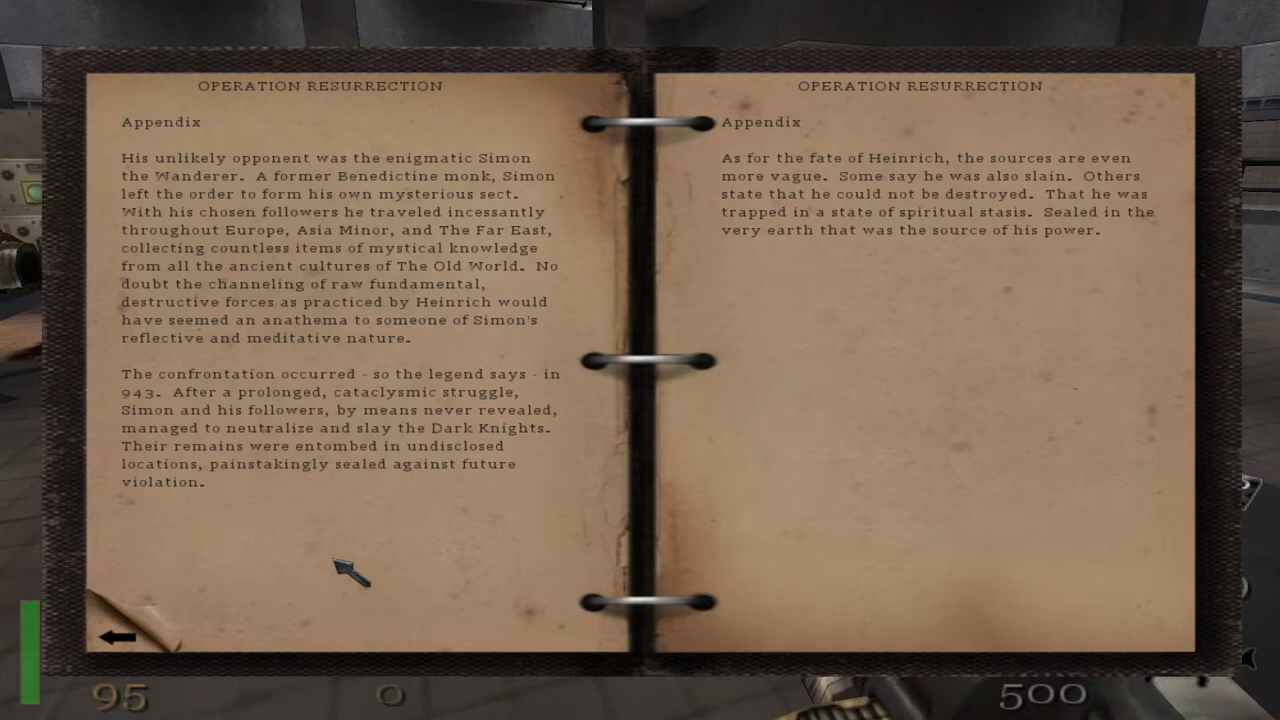 OPERATION RESURRECTION
Appendix
His unlikely opponent was the enigmatic Simon
the Wanderer.  A former Benedictine monk, Simon
left the order to form his own mysterious sect.
With his chosen followers he traveled incessantly
throughout Europe, Asia Minor, and The Far East,
collecting countless items of mystical knowledge
from all the ancient cultures of The Old World.  No
doubt the channeling of raw fundamental,
destructive forces as practiced by Heinrich would
have seemed an anathema to someone of Simon's
reflective and meditative nature.
The confrontation occurred - so the legend says - in
943.  After a prolonged, cataclysmic struggle,
Simon and his followers, by means never revealed,
managed to neutralize and slay the Dark Knights.
Their remains were entombed in undisclosed
locations, painstakingly sealed against future
violation.
OPERATION RESURRECTION
Appendix
As for the fate of Heinrich, the sources are even
more vague.  Some say he was also slain.  Others
state that he could not be destroyed.  That he was
trapped in a state of spiritual stasis.  Sealed in the
very earth that was the source of his power.
95
0
500